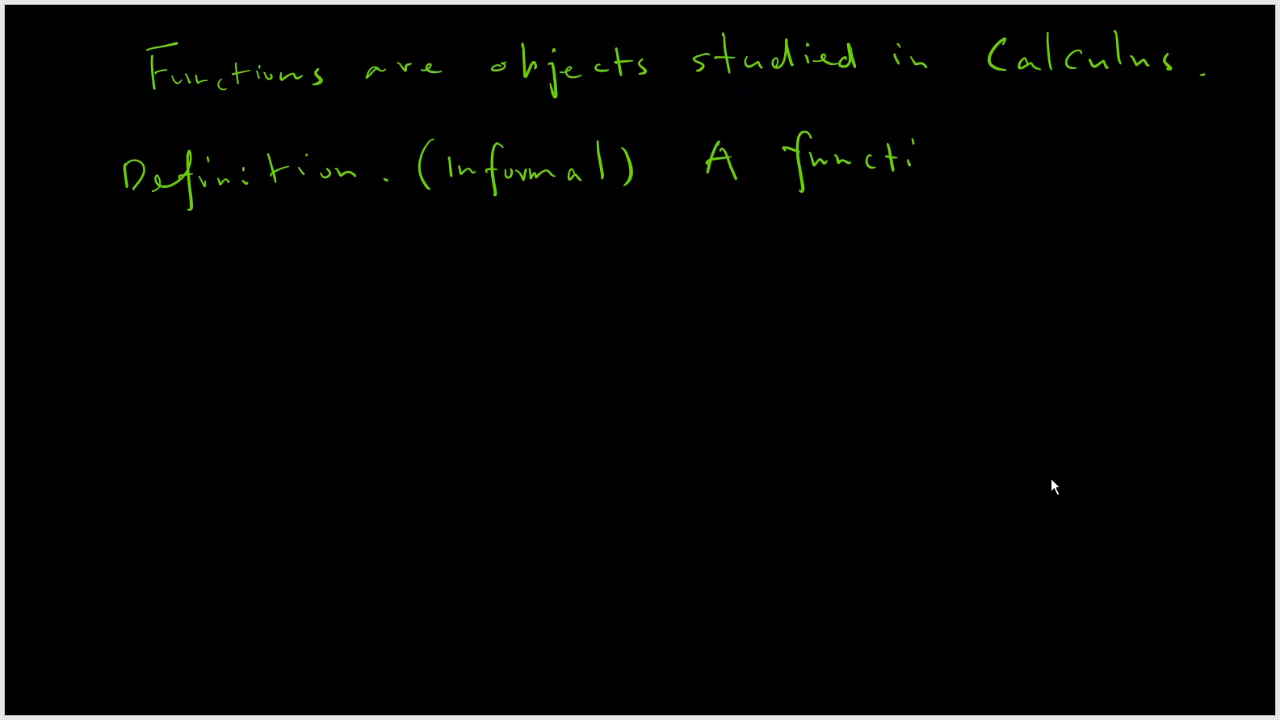 Functions are objects studied in Calculus.
Definition. (Informal) A functi